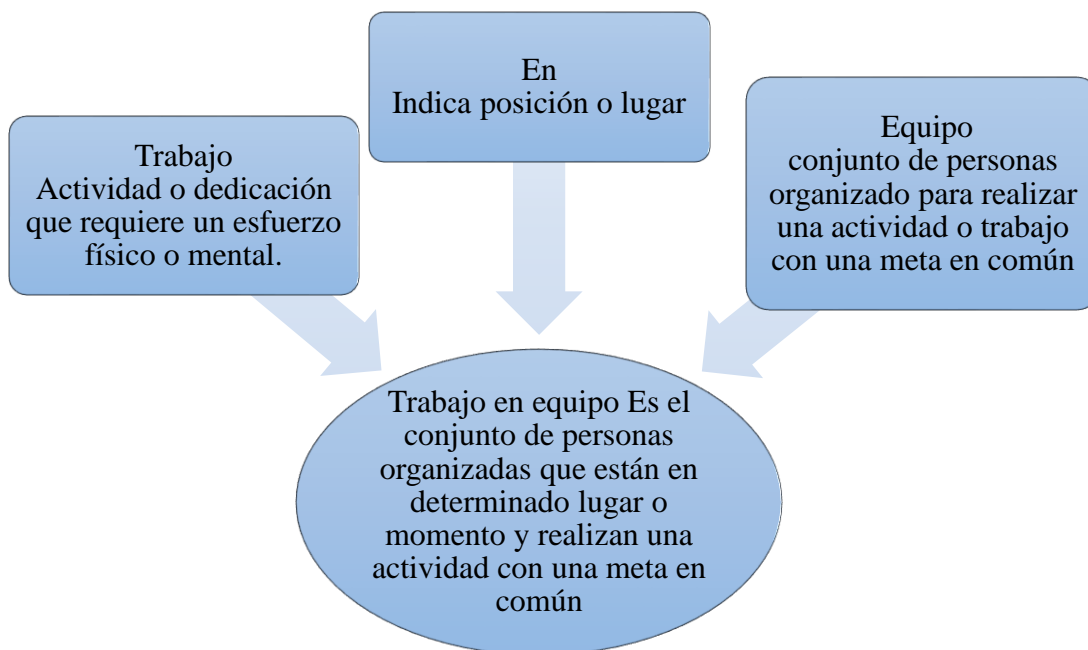 Trabajo
Actividad o dedicación
que requiere un esfuerzo
físico o mental.
En
Indica posición o lugar
Equipo
conjunto de personas
organizado para realizar
una actividad o trabajo
con una meta en común
Trabajo en equipo Es el
conjunto de personas
organizadas que están en
determinado lugar o
momento y realizan una
actividad con una meta en
común